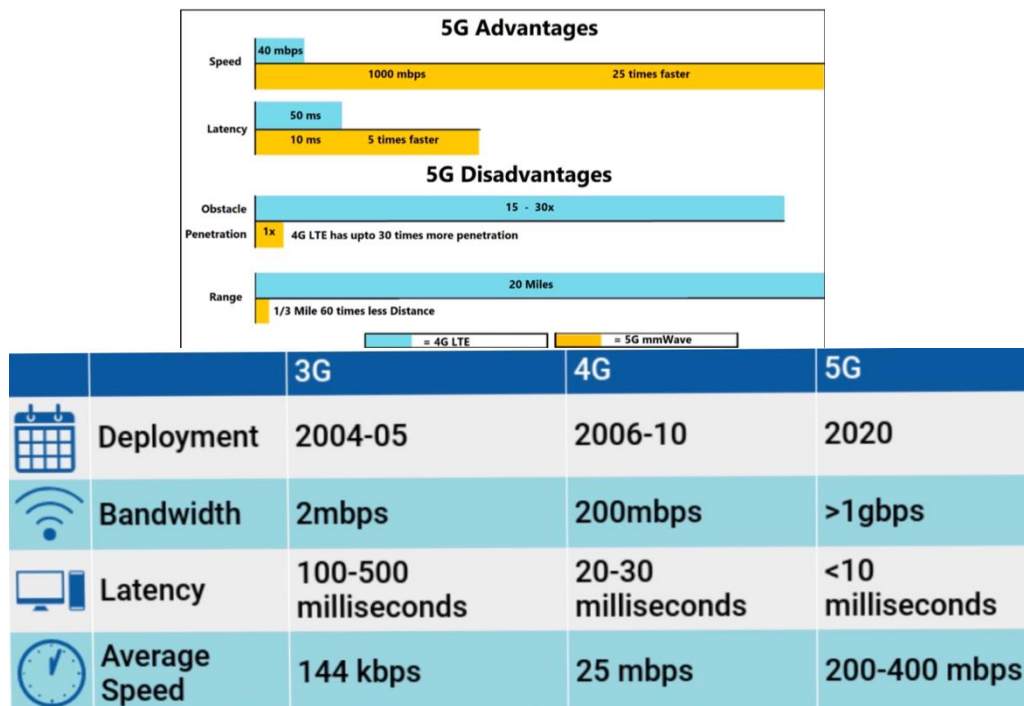 5G Advantages
40 mbps
Speed
1000 mbps 25 times faster
50 ms
Latency
10 ms 5 times faster
5G Disadvantages
Obstacle 15 - 30x
Penetration 1x 4G LTE has upto 30 times more penetration
20 Miles
Range
1/3 Mile 60 times less Distance
= 4G LTE = 5G mmWave
3G 4G 5G
Deployment 2004-05 2006-10 2020
Bandwidth 2mbps 200mbps >1gbps
Latency 100-500 milliseconds 20-30 milliseconds <10 milliseconds
Average Speed 144 kbps 25 mbps 200-400 mbps